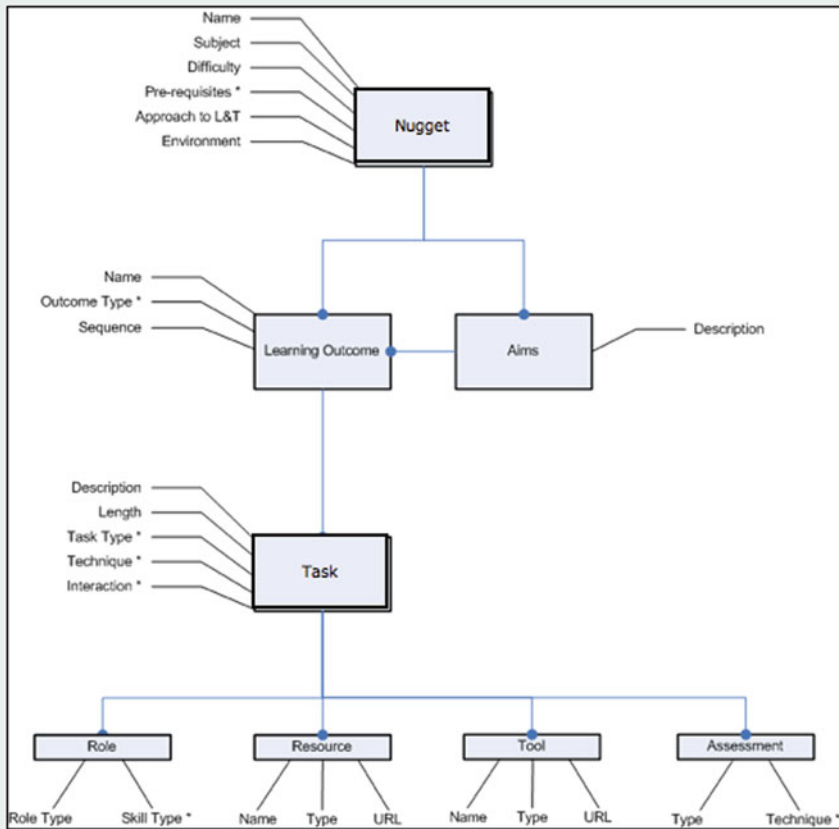 Name
Subject
Difficulty
Pre-requisites *
Approach to L&T
Environment
Nugget
Name
Outcome Type *
Sequence
Learning Outcome
Aims
Description
Description
Length
Task Type *
Technique *
Interaction *
Task
Role
Resource
Tool
Assessment
Role Type
Skill Type *
Name
Type
URL
Name
Type
URL
Type
Technique *